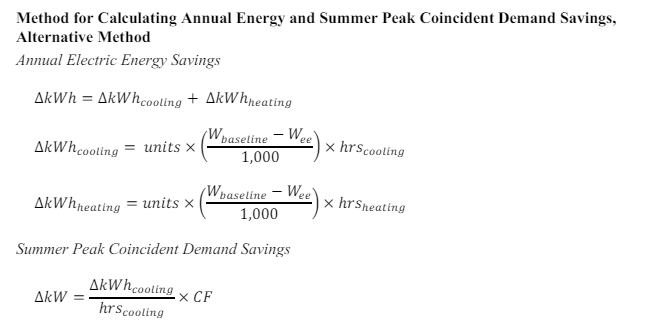 Method for Calculating Annual Energy and Summer Peak Coincident Demand Savings,
Alternative Method
Annual Electric Energy Savings
ΔkWh = ΔkWh_cooling + ΔkWh_heating
ΔkWh_cooling = units × ((W_baseline − W_ee) / 1,000) × hrs_cooling
ΔkWh_heating = units × ((W_baseline − W_ee) / 1,000) × hrs_heating
Summer Peak Coincident Demand Savings
ΔkW = (ΔkWh_cooling / hrs_cooling) × CF